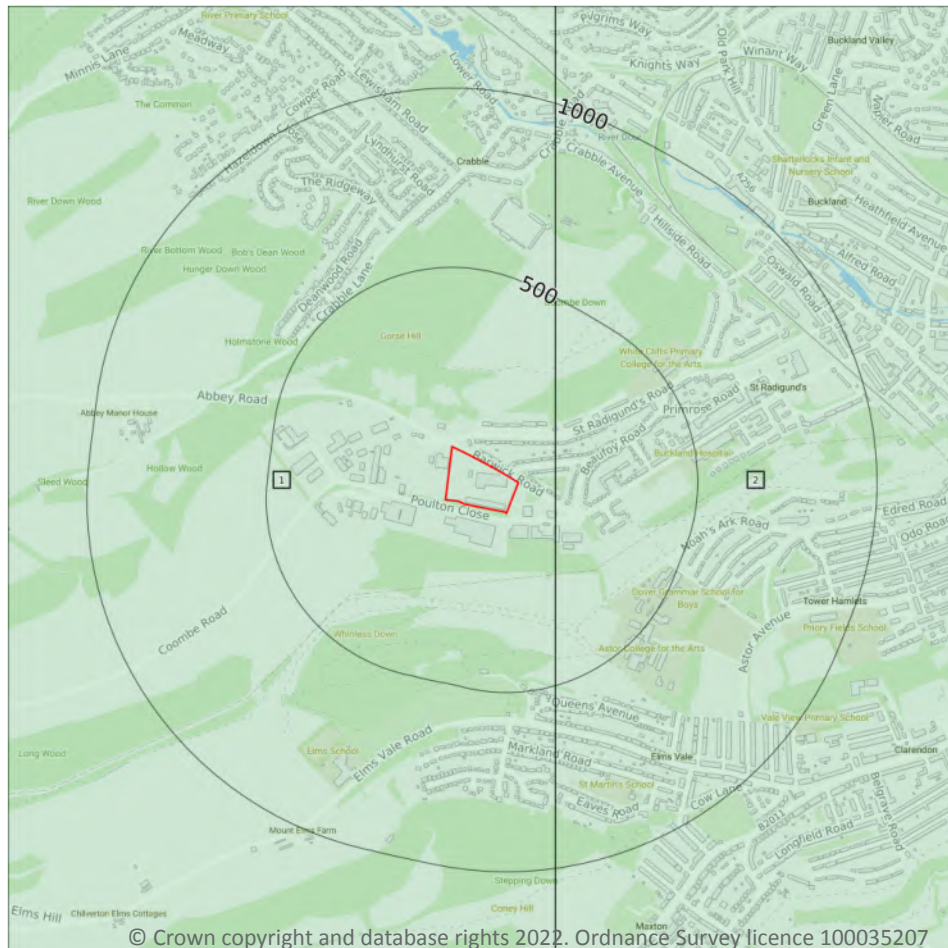 River Primary School
Meadway
Minnis Lane
The Common
Cowper Road
Lewisham Road
Lower Road
Pilgrims Way
Knights Way
Old Park Hill
Winant Way
Buckland Valley
Green Lane
Napier Road
1000
River Dour
Hazeldown Close
Lyndhurst Road
Crabble
Crabble Road
Crabble Avenue
A256
Shatterlocks Infant and
Nursery School
Buckland
The Ridgeway
River Down Wood
Heathfield Avenue
Hillside Road
Alfred Road
River Bottom Wood
Bob's Dean Wood
Hunger Down Wood
Deanwood Road
Crabble Lane
Oswald Road
500
Coombe Down
Gorse Hill
Holmstone Wood
White Cliffs Primary
College for the Arts
Abbey Road
St Radigund's
St Radigund's Road
Primrose Road
Abbey Manor House
Beaufoy Road
Buckland Hospital
Barwick Road
Hollow Wood
Sleed Wood
1
2
Poulton Close
Edred Road
Odo Road
Noah's Ark Road
Dover Grammar School for
Boys
Tower Hamlets
Coombe Road
Whinless Down
Priory Fields School
Astor Avenue
Astor College for the Arts
Queens Avenue
Vale View Primary School
Long Wood
Elms School
Elms Vale Road
Markland Road
Elms Vale
Clarendon
St Martin's School
Cow Lane
Eaves Road
Belgrave Road
B2011
Longfield Road
Mount Elms Farm
Stepping Down
Elms Hill
Chilverton Elms Cottages
Coney Hill
Maxton
© Crown copyright and database rights 2022. Ordnance Survey licence 100035207